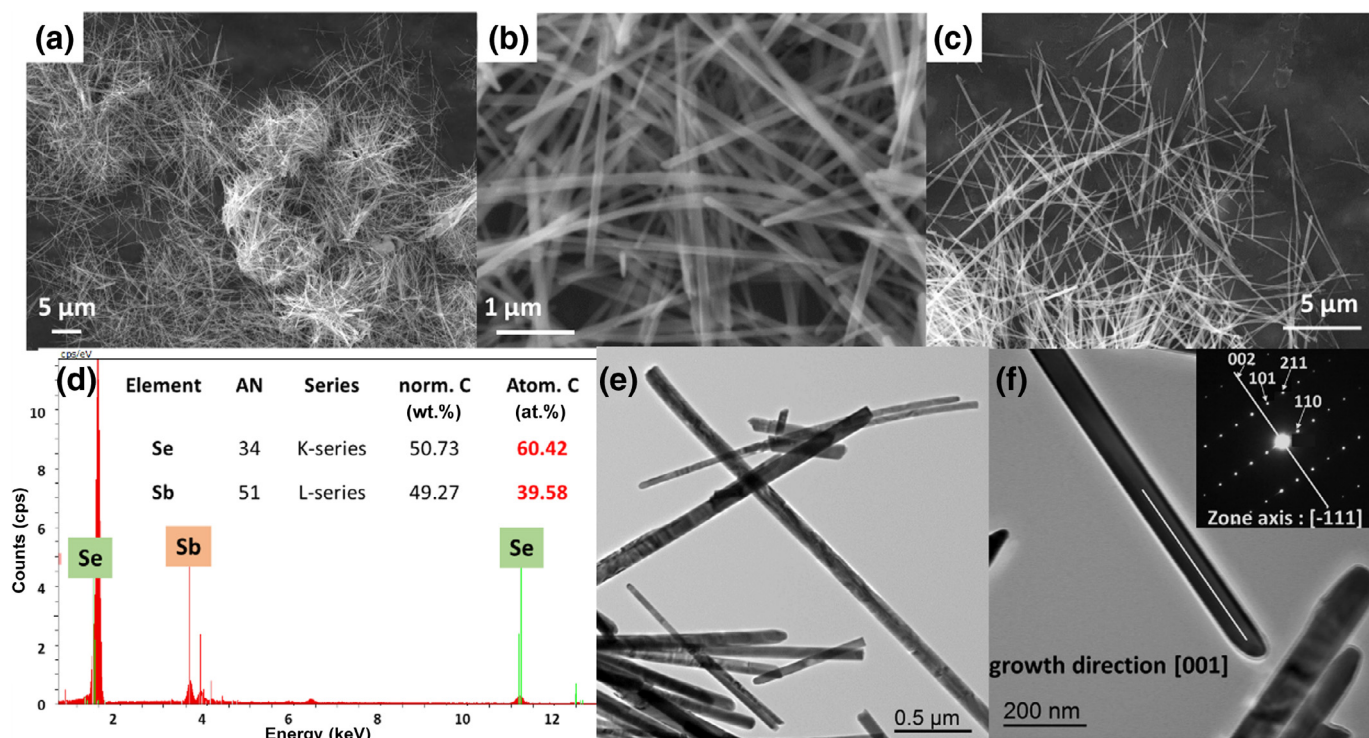 (a)
5 µm
(b)
1 µm
(c)
5 µm
(d)
cps/eV
Element AN Series norm. C Atom. C
(wt.%) (at.%)
Se 34 K-series 50.73 60.42
Sb 51 L-series 49.27 39.58
Se
Sb
Se
Counts (cps)
10
8
6
4
2
0
2 4 6 8 10 12
Energy (keV)
(e)
0.5 µm
(f)
002
101
211
110
Zone axis : [-111]
growth direction [001]
200 nm